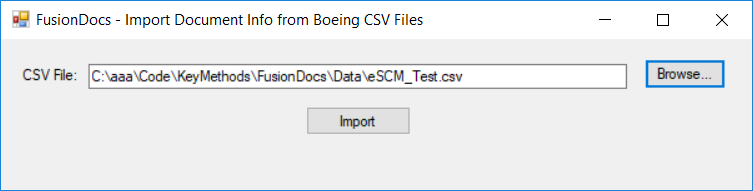 FusionDocs - Import Document Info from Boeing CSV Files
CSV File: C:\aaa\Code\KeyMethods\FusionDocs\Data\eSCM_Test.csv Browse...
Import